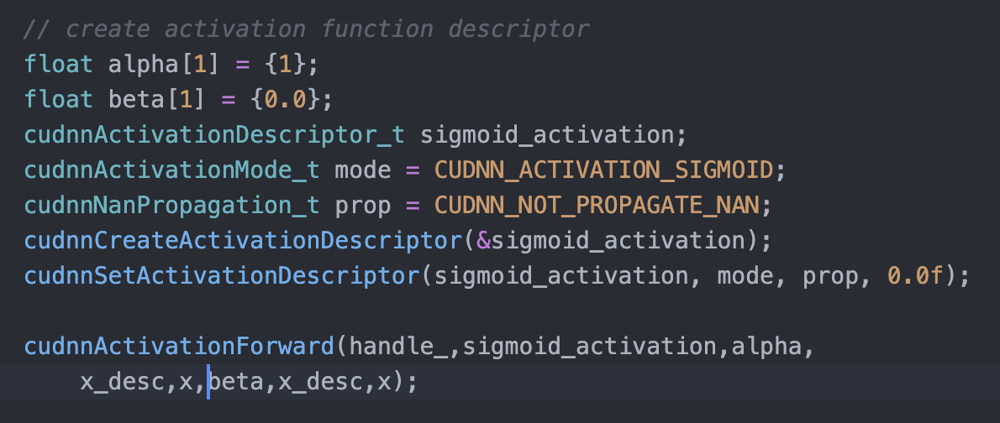 // create activation function descriptor
float alpha[1] = {1};
float beta[1] = {0.0};
cudnnActivationDescriptor_t sigmoid_activation;
cudnnActivationMode_t mode = CUDNN_ACTIVATION_SIGMOID;
cudnnNanPropagation_t prop = CUDNN_NOT_PROPAGATE_NAN;
cudnnCreateActivationDescriptor(&sigmoid_activation);
cudnnSetActivationDescriptor(sigmoid_activation, mode, prop, 0.0f);
cudnnActivationForward(handle_,sigmoid_activation,alpha,
x_desc,x,beta,x_desc,x);